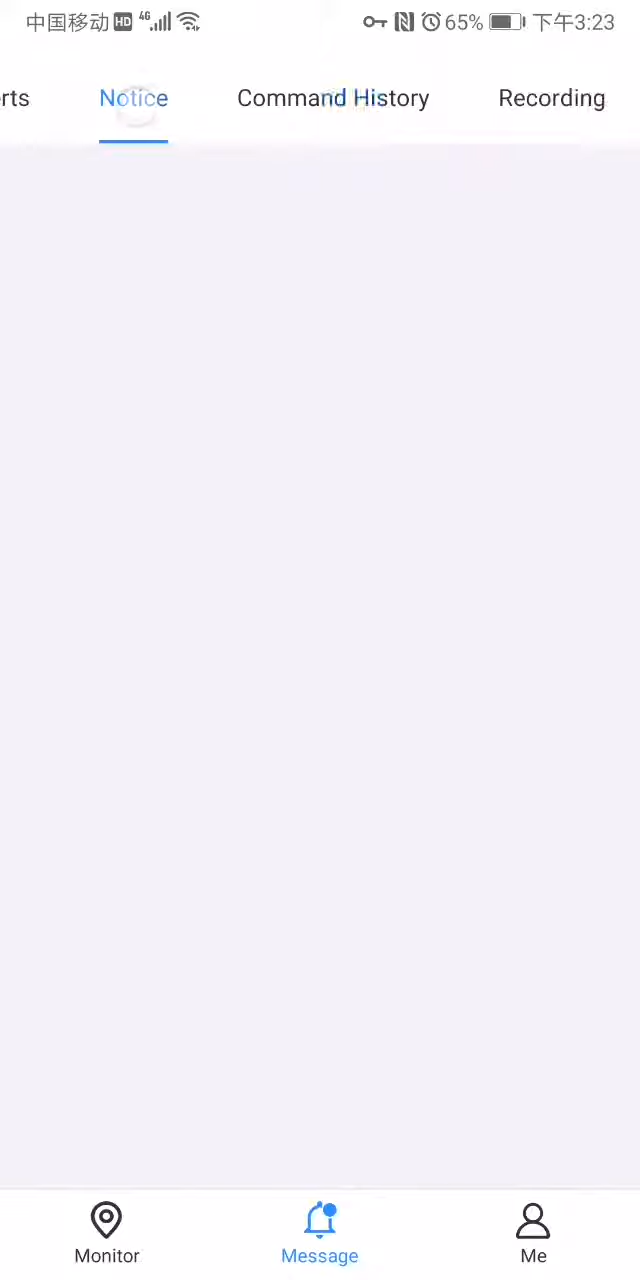 中国移动 HD 4G 65% 下午3:23
rts Notice Command History Recording
Monitor Message Me